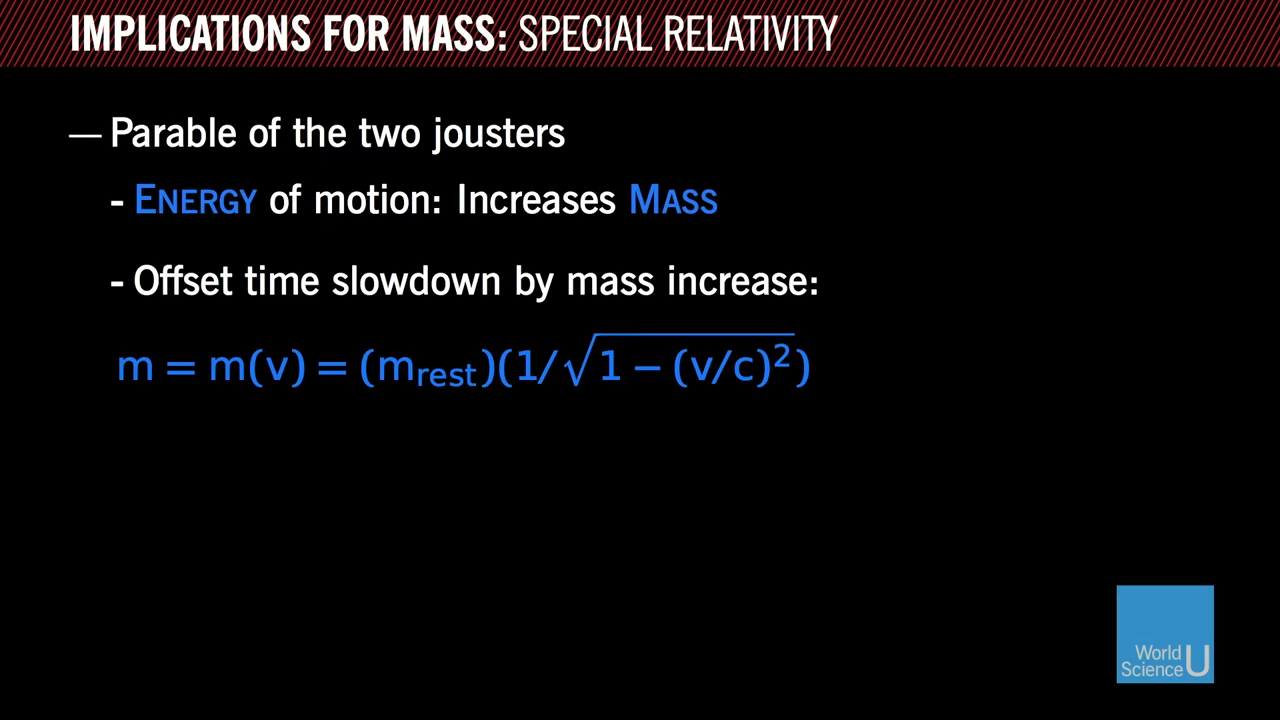 IMPLICATIONS FOR MASS: SPECIAL RELATIVITY
— Parable of the two jousters
- ENERGY of motion: Increases MASS
- Offset time slowdown by mass increase:
m = m(v) = (m_rest)(1/√1 − (v/c)²)
World
Science U